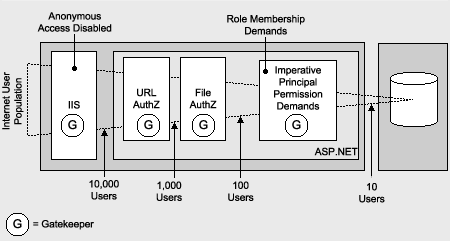 Anonymous
Access Disabled
Role Membership
Demands
Internet User
Population
IIS
G
URL
AuthZ
G
File
AuthZ
G
Imperative
Principal
Permission
Demands
G
ASP.NET
10,000
Users
1,000
Users
100
Users
10
Users
G = Gatekeeper